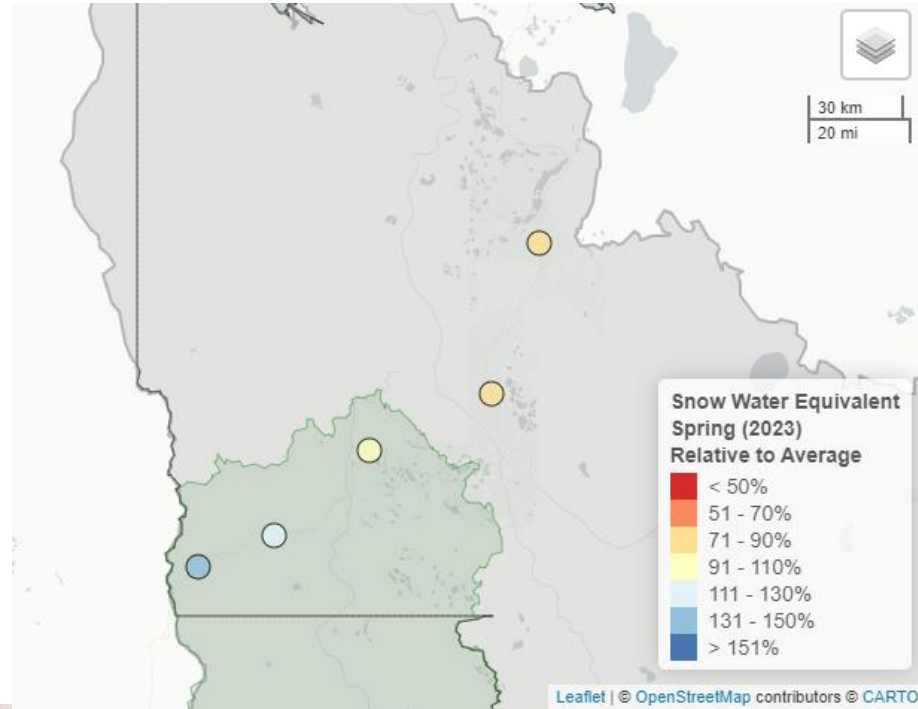 30 km
20 mi
Snow Water Equivalent
Spring (2023)
Relative to Average
< 50%
51 - 70%
71 - 90%
91 - 110%
111 - 130%
131 - 150%
> 151%
Leaflet | © OpenStreetMap contributors © CARTO